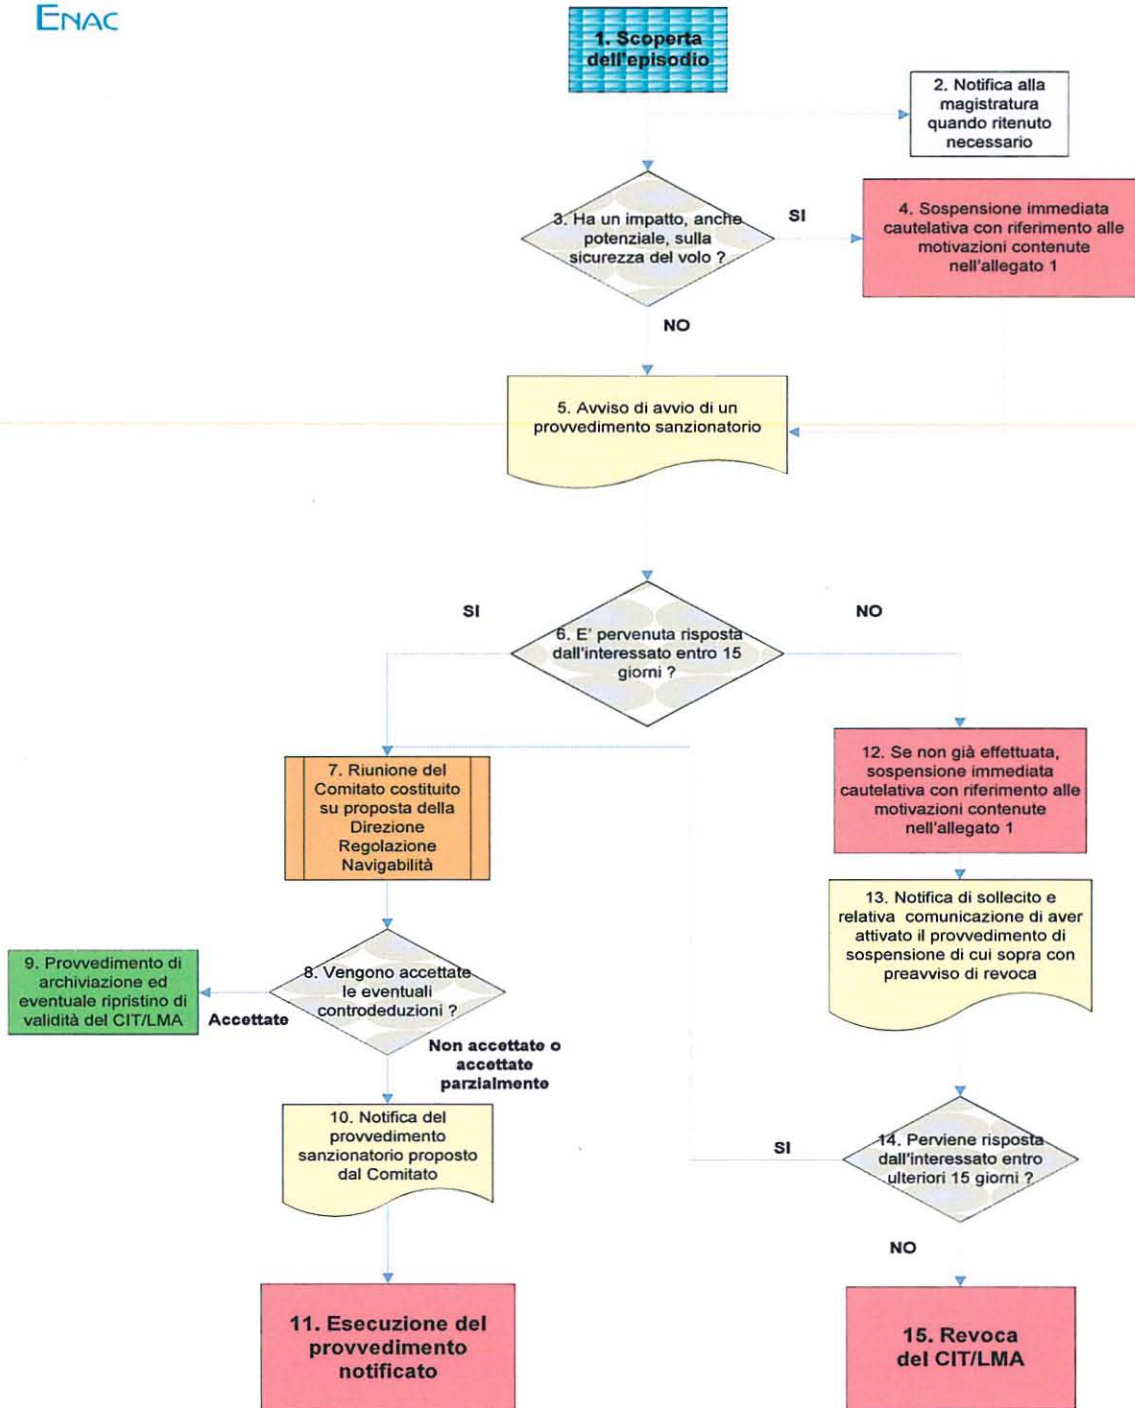 ENAC
1. Scoperta
dell'episodio
2. Notifica alla
magistratura
quando ritenuto
necessario
3. Ha un impatto, anche
potenziale, sulla
sicurezza del volo ?
SI
4. Sospensione immediata
cautelativa con riferimento alle
motivazioni contenute
nell'allegato 1
NO
5. Avviso di avvio di un
provvedimento sanzionatorio
SI
NO
6. E' pervenuta risposta
dall'interessato entro 15
giorni ?
7. Riunione del
Comitato costituito
su proposta della
Direzione
Regolazione
Navigabilità
12. Se non già effettuata,
sospensione immediata
cautelativa con riferimento alle
motivazioni contenute
nell'allegato 1
13. Notifica di sollecito e
relativa comunicazione di aver
attivato il provvedimento di
sospensione di cui sopra con
preavviso di revoca
8. Vengono accettate
le eventuali
controdeduzioni ?
9. Provvedimento di
archiviazione ed
eventuale ripristino di
validità del CIT/LMA
Accettate
Non accettate o
accettate
parzialmente
10. Notifica del
provvedimento
sanzionatorio proposto
dal Comitato
SI
14. Perviene risposta
dall'interessato entro
ulteriori 15 giorni ?
NO
11. Esecuzione del
provvedimento
notificato
15. Revoca
del CIT/LMA